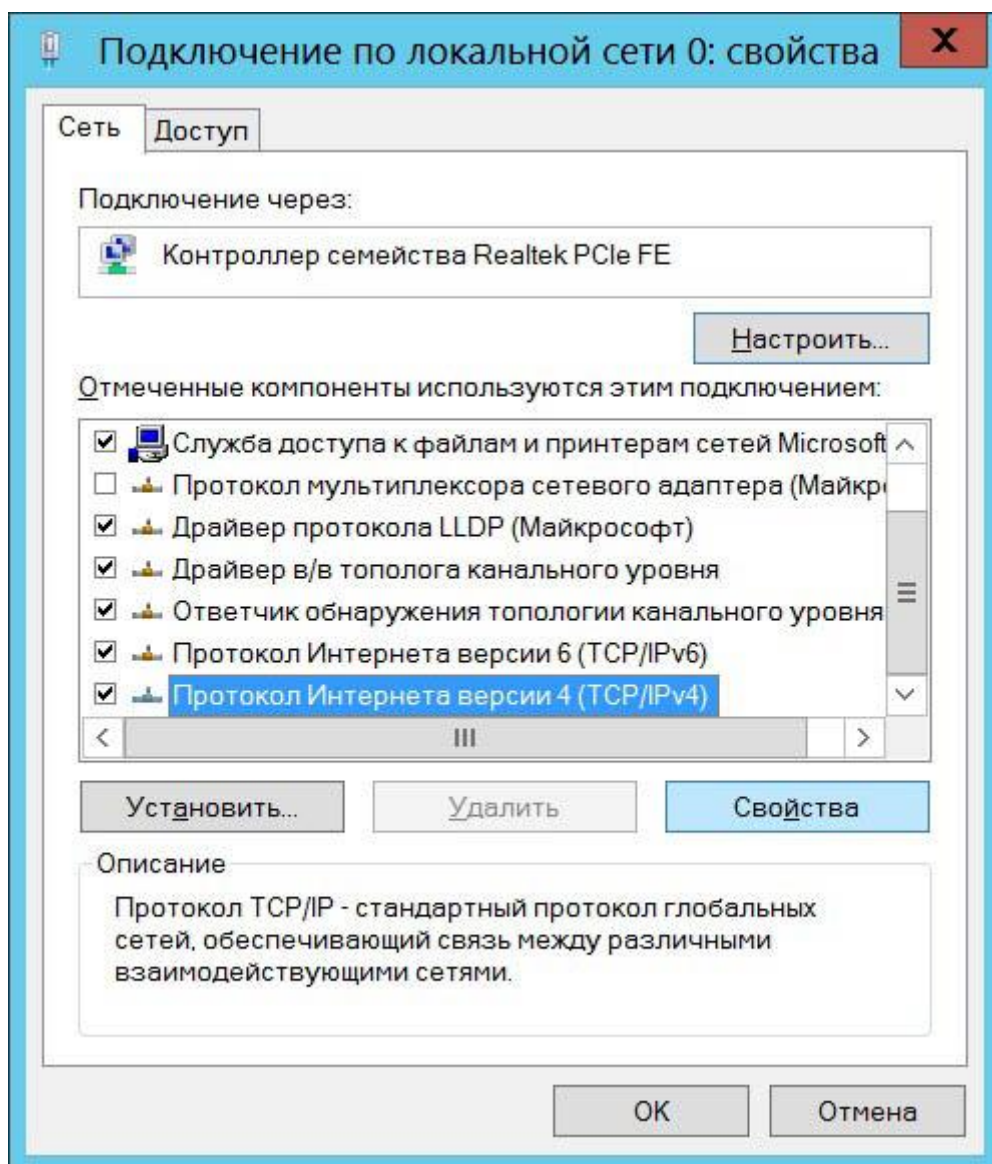 Подключение по локальной сети 0: свойства
Сеть
Доступ
Подключение через:
Контроллер семейства Realtek PCIe FE
Настроить...
Отмеченные компоненты используются этим подключением:
Служба доступа к файлам и принтерам сетей Microsoft
Протокол мультиплексора сетевого адаптера
Драйвер протокола LLDP (Майкрософт)
Драйвер в/в тополога канального уровня
Ответчик обнаружения топологии канального уровня
Протокол Интернета версии 6 (TCP/IPv6)
Протокол Интернета версии 4 (TCP/IPv4)
Установить...
Удалить
Свойства
Описание
Протокол TCP/IP - стандартный протокол глобальных
сетей, обеспечивающий связь между различными
взаимодействующими сетями.
OK
Отмена